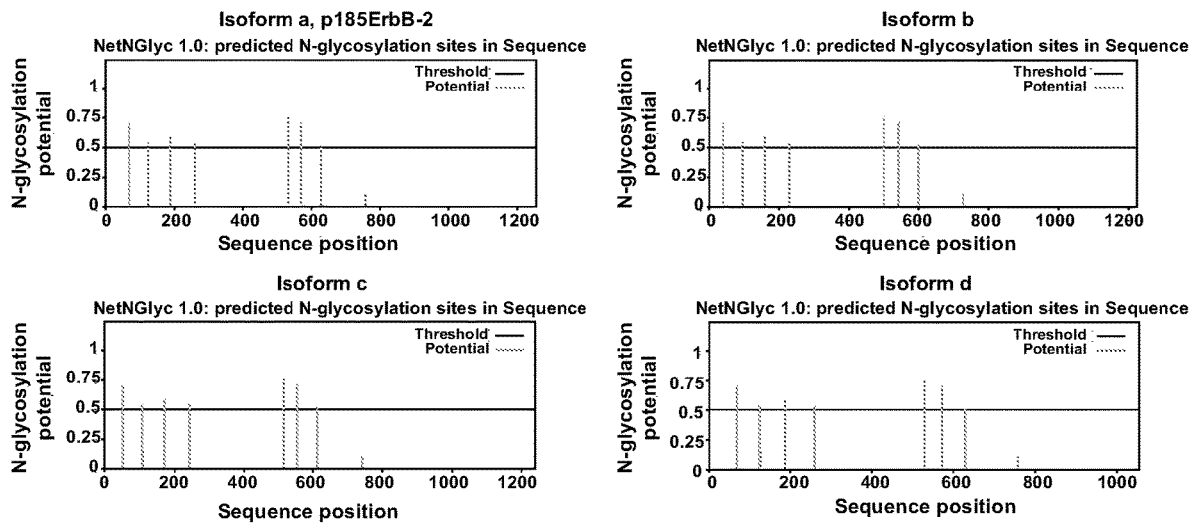 Isoform a, p185ErbB-2
NetNGlyc 1.0: predicted N-glycosylation sites in Sequence
Threshold
Potential
N-glycosylation
potential
1
0.75
0.5
0.25
0
0 200 400 600 800 1000 1200
Sequence position
Isoform b
NetNGlyc 1.0: predicted N-glycosylation sites in Sequence
Threshold
Potential
N-glycosylation
potential
1
0.75
0.5
0.25
0
0 200 400 600 800 1000 1200
Sequence position
Isoform c
NetNGlyc 1.0: predicted N-glycosylation sites in Sequence
Threshold
Potential
N-glycosylation
potential
1
0.75
0.5
0.25
0
0 200 400 600 800 1000 1200
Sequence position
Isoform d
NetNGlyc 1.0: predicted N-glycosylation sites in Sequence
Threshold
Potential
N-glycosylation
potential
1
0.75
0.5
0.25
0
0 200 400 600 800 1000
Sequence position